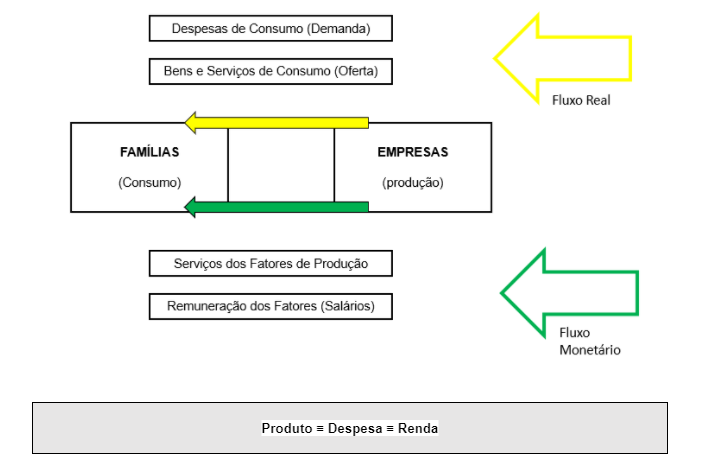 Despesas de Consumo (Demanda)
Bens e Serviços de Consumo (Oferta)
Fluxo Real
FAMÍLIAS
(Consumo)
EMPRESAS
(produção)
Serviços dos Fatores de Produção
Remuneração dos Fatores (Salários)
Fluxo
Monetário
Produto ≡ Despesa ≡ Renda